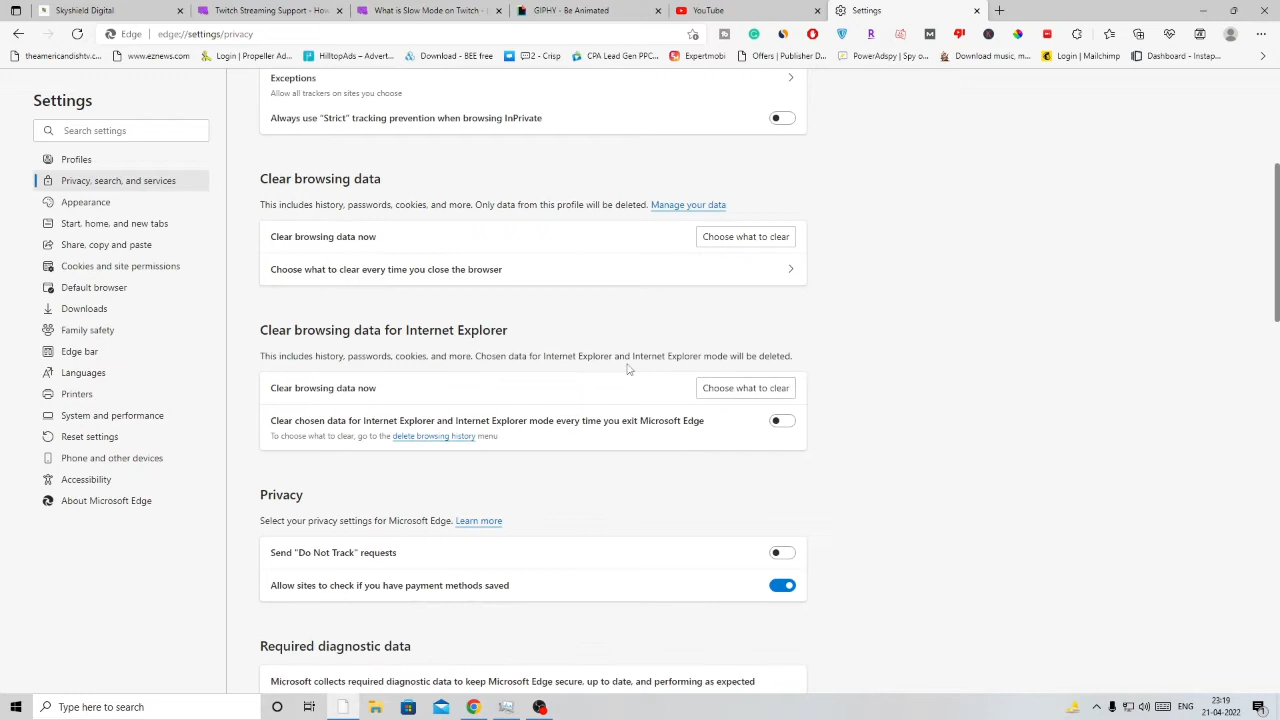 Skyhield Digital
Twitch Streaming Support - How
What is Slow Mode on Twitch -
GIPHY - Be Animated
YouTube
Settings
Edge
edge://settings/privacy
theamericandstv.com
www.eznews.com
Login | Propeller Ad...
HilltopAds – Advert...
Download - BEE free
2 - Crisp
CPA Lead Gen PPC...
Expertmobi
Offers | Publisher D...
PowerAdspy | Spy o...
Download music, m...
Login | Mailchimp
Dashboard - Instap...
Settings
Search settings
Profiles
Privacy, search, and services
Appearance
Start, home, and new tabs
Share, copy and paste
Cookies and site permissions
Default browser
Downloads
Family safety
Edge bar
Languages
Printers
System and performance
Reset settings
Phone and other devices
Accessibility
About Microsoft Edge
Exceptions
Allow all trackers on sites you choose
Always use "Strict" tracking prevention when browsing InPrivate
Clear browsing data
This includes history, passwords, cookies, and more. Only data from this profile will be deleted. Manage your data
Clear browsing data now
Choose what to clear
Choose what to clear every time you close the browser
Clear browsing data for Internet Explorer
This includes history, passwords, cookies, and more. Chosen data for Internet Explorer and Internet Explorer mode will be deleted.
Clear browsing data now
Choose what to clear
Clear chosen data for Internet Explorer and Internet Explorer mode every time you exit Microsoft Edge
To choose what to clear, go to the delete browsing history menu
Privacy
Select your privacy settings for Microsoft Edge. Learn more
Send "Do Not Track" requests
Allow sites to check if you have payment methods saved
Required diagnostic data
Microsoft collects required diagnostic data to keep Microsoft Edge secure, up to date, and performing as expected
Type here to search
ENG
23:19
21-04-2022